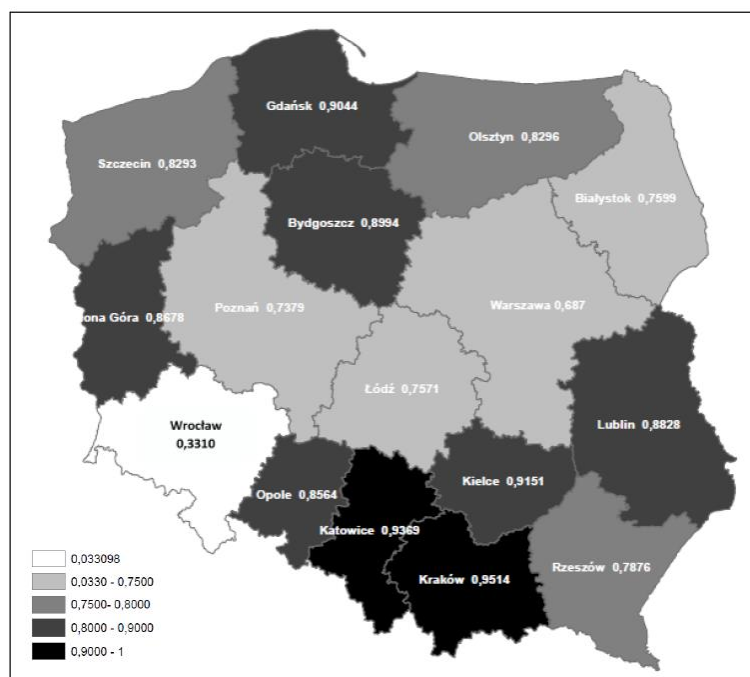 Gdańsk 0,9044
Olsztyn 0,8296
Szczecin 0,8293
Białystok 0,7599
Bydgoszcz 0,8994
Poznań 0,7379
Warszawa 0,687
ona Góra 0,8678
Łódź 0,7571
Wrocław
0,3310
Lublin 0,8828
Kielce 0,9151
Opole 0,8564
Katowice 0,9369
Rzeszów 0,7876
Kraków 0,9514
0,033098
0,0330 - 0,7500
0,7500- 0,8000
0,8000 - 0,9000
0,9000 - 1